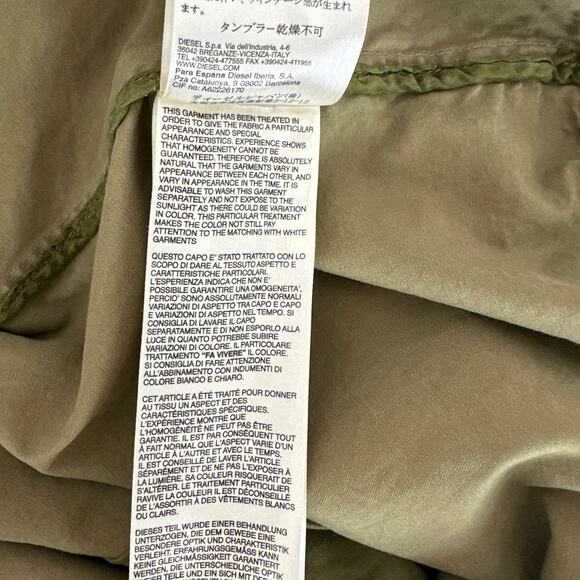 タンブラー乾燥不可
DIESEL S.p.a Via dell'Industria, 4-6
36042 BREGANZE-VICENZA-ITALY
TEL +390424-477555 FAX +390424-411955
WWW.DIESEL.COM
Para Espana Diesel Iberia, S.A.
Pza Catalunya, 9 08002 Barcelona
CIF no: A62226170
THIS GARMENT HAS BEEN TREATED IN
ORDER TO GIVE THE FABRIC A PARTICULAR
APPEARANCE AND SPECIAL
CHARACTERISTICS. EXPERIENCE SHOWS
THAT HOMOGENEITY CANNOT BE
GUARANTEED, THEREFORE IS ABSOLUTELY
NATURAL THAT THE GARMENTS VARY IN
APPEARANCE BETWEEN EACH OTHER, AND
VARY IN APPEARANCE IN THE TIME. IT IS
ADVISABLE TO WASH THIS GARMENT
SEPARATELY AND NOT EXPOSE TO THE
SUNLIGHT AS THERE COULD BE VARIATION
IN COLOR. THIS PARTICULAR TREATMENT
MAKES THE COLOR NOT STILL PAY
ATTENTION TO THE MATCHING WITH WHITE
GARMENTS
QUESTO CAPO E' STATO TRATTATO CON LO
SCOPO DI DARE AL TESSUTO ASPETTO E
CARATTERISTICHE PARTICOLARI.
L'ESPERIENZA INDICA CHE NON E'
POSSIBILE GARANTIRE UNA OMOGENEITA',
PERCIO' SONO ASSOLUTAMENTE NORMALI
VARIAZIONI DI ASPETTO TRA CAPO E CAPO
E VARIAZIONI DI ASPETTO NEL TEMPO. SI
CONSIGLIA DI LAVARE IL CAPO
SEPARATAMENTE E DI NON ESPORLO ALLA
LUCE IN QUANTO POTREBBE SUBIRE
VARIAZIONI DI COLORE. IL PARTICOLARE
TRATTAMENTO "FA VIVERE" IL COLORE.
SI CONSIGLIA DI FARE ATTENZIONE
ALL'ABBINAMENTO CON INDUMENTI DI
COLORE BIANCO E CHIARO.
CET ARTICLE A ÉTÉ TRAITÉ POUR DONNER
AU TISSU UN ASPECT ET DES
CARACTÉRISTIQUES SPÉCIFIQUES.
L'EXPÉRIENCE MONTRE QUE
L'HOMOGÉNÉITÉ NE PEUT PAS ÊTRE
GARANTIE. IL EST PAR CONSÉQUENT TOUT
À FAIT NORMAL QUE L'ASPECT VARIE D'UN
ARTICLE À L'AUTRE ET AVEC LE TEMPS.
IL EST CONSEILLÉ DE LAVER L'ARTICLE
SÉPARÉMENT ET DE NE PAS L'EXPOSER À
LA LUMIÈRE, SA COULEUR RISQUERAIT DE
S'ALTÉRER. LE TRAITEMENT PARTICULIER
RAVIVE LA COULEUR IL EST DÉCONSEILLÉ
DE L'ASSORTIR À DES VÊTEMENTS BLANCS
OU CLAIRS.
DIESES TEIL WURDE EINER BEHANDLUNG
UNTERZOGEN, DIE DEM GEWEBE EINE
BESONDERE OPTIK UND CHARAKTERISTIK
VERLEIHT. ERFAHRUNGSGEMÄSS KANN
KEINE GLEICHMÄSSIGKEIT GARANTIERT
WERDEN, DIE UNTERSCHIEDLICHE OPTIK
TEILE UND EIN SICH MIT DER